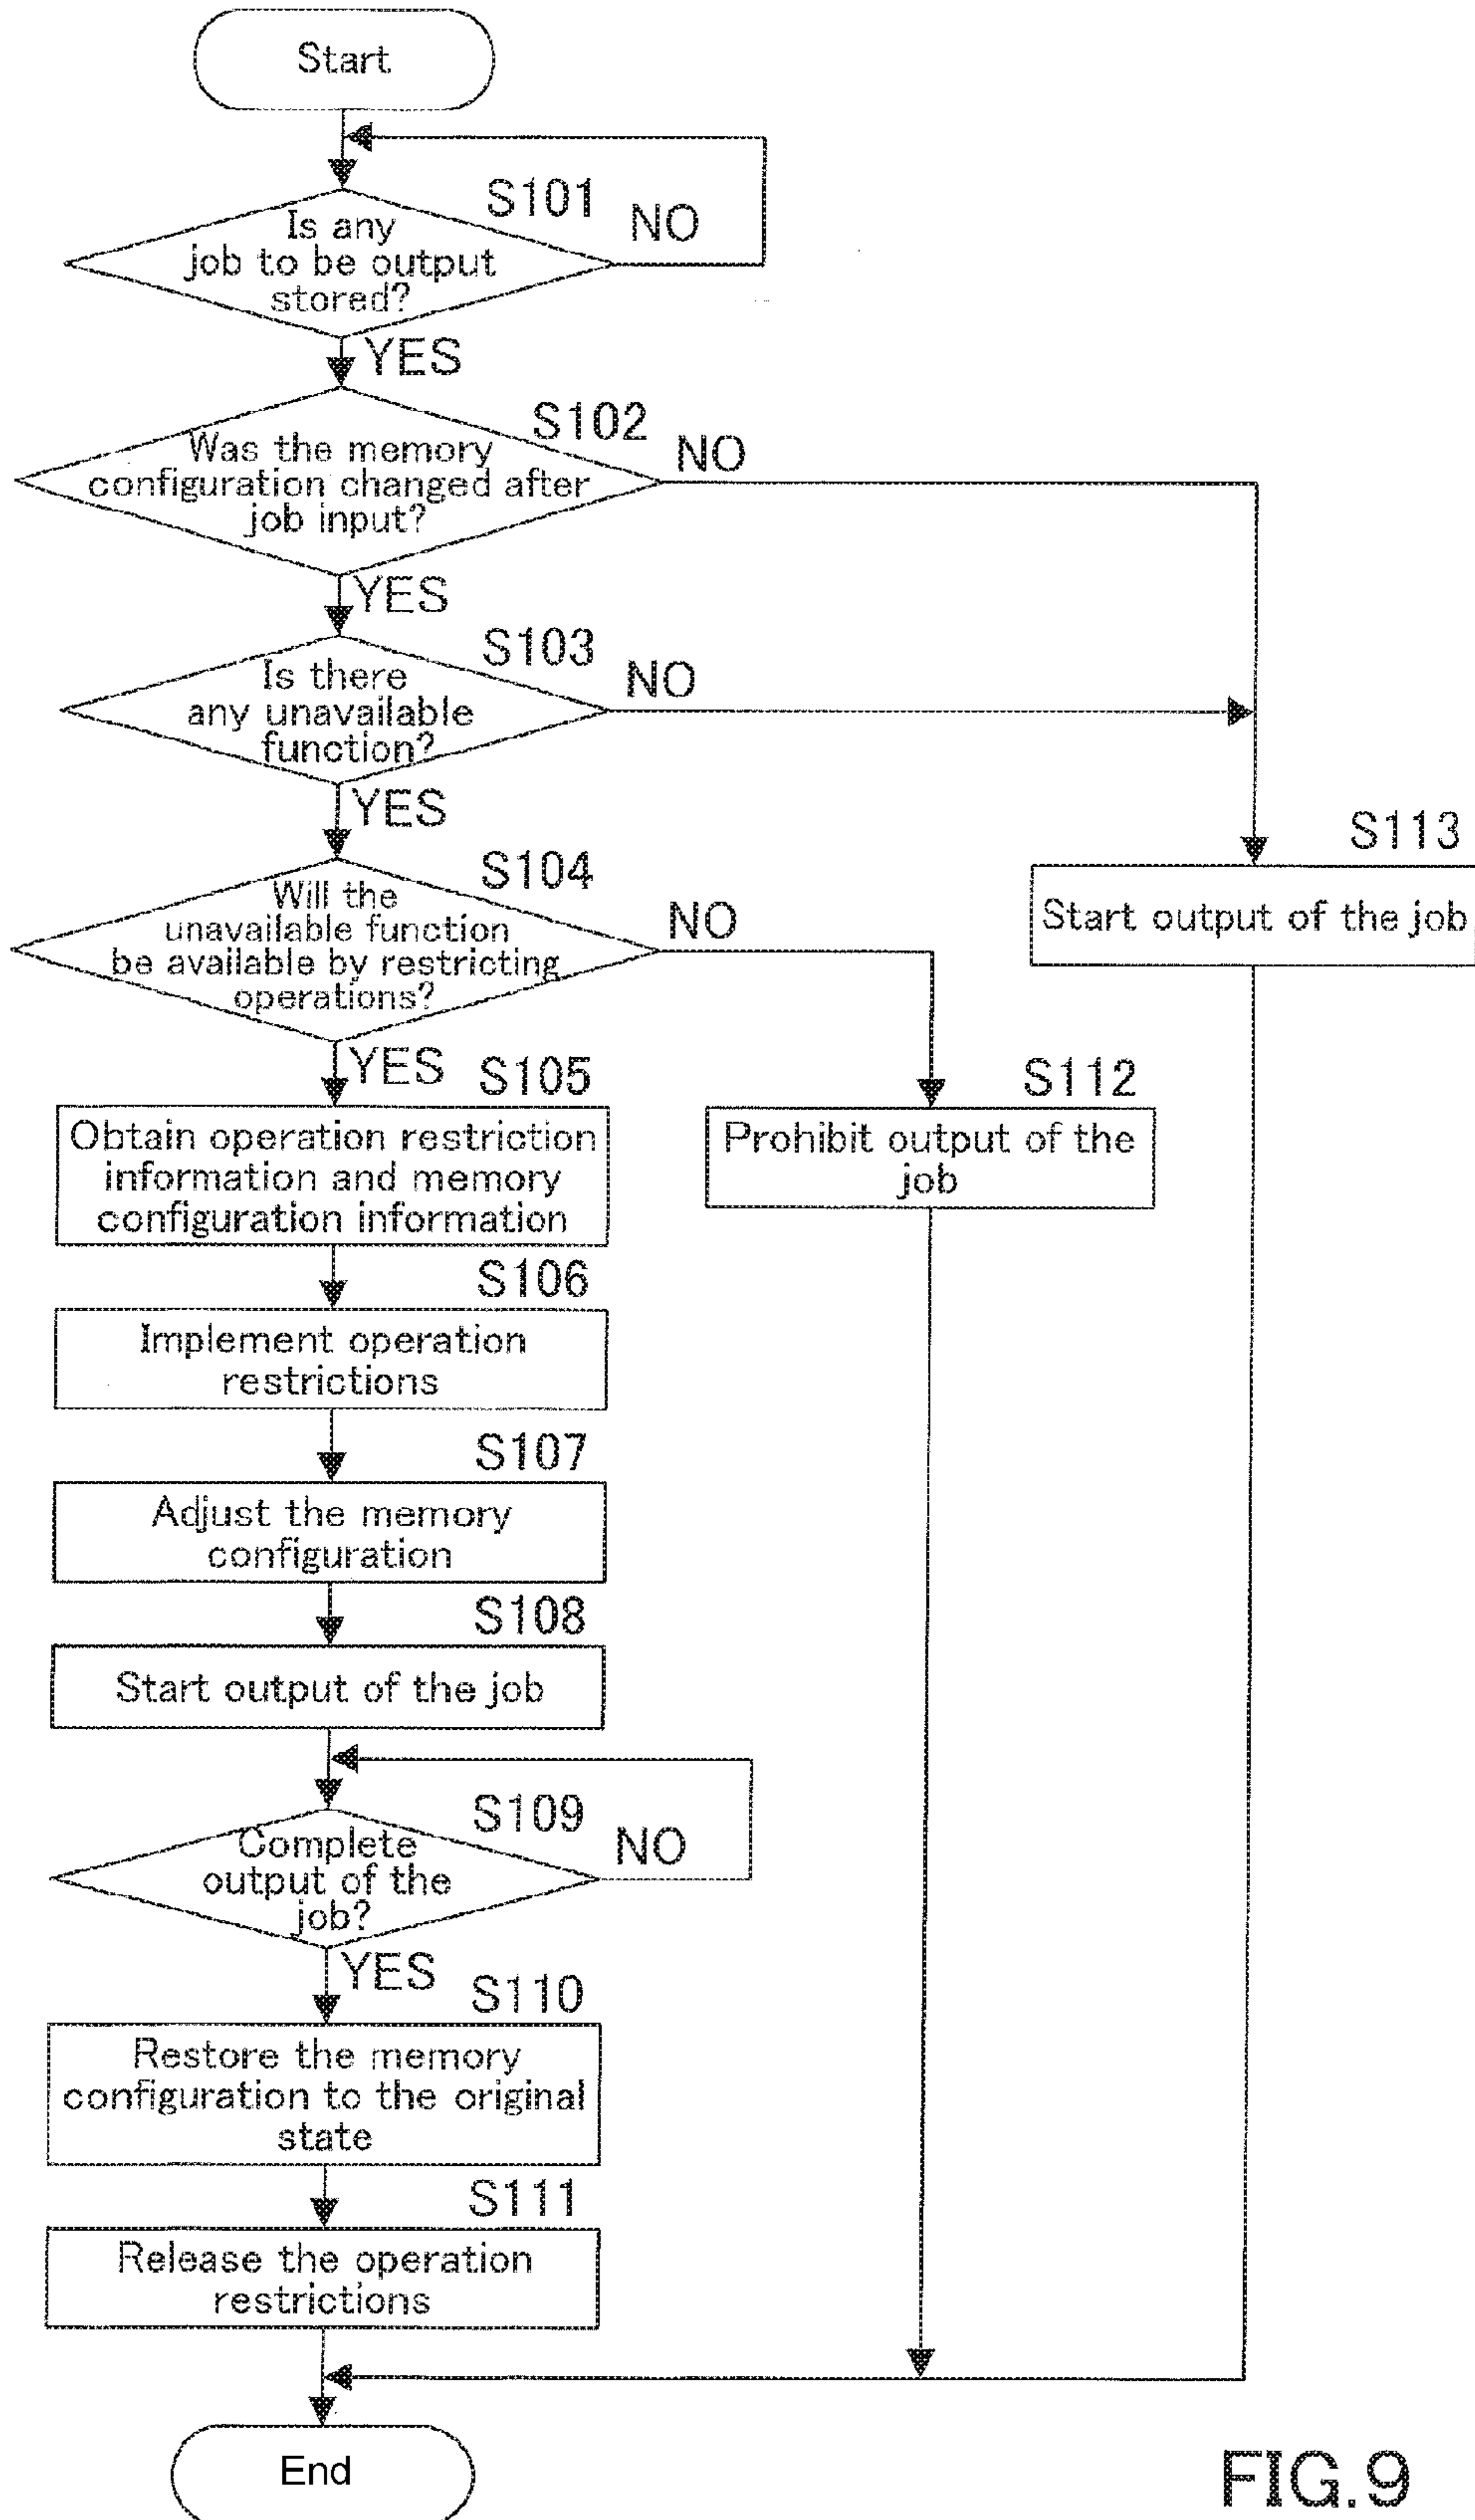 Start
S101
Is any
job to be output
stored?
NO
YES
S102
Was the memory
configuration changed after
job input?
NO
YES
S103
Is there
any unavailable
function?
NO
YES
S104
Will the
unavailable function
be available by restricting
operations?
NO
YES
S113
Start output of the job
S105
Obtain operation restriction
information and memory
configuration information
S112
Prohibit output of the
job
S106
Implement operation
restrictions
S107
Adjust the memory
configuration
S108
Start output of the job
S109
Complete
output of the
job?
NO
YES
S110
Restore the memory
configuration to the original
state
S111
Release the operation
restrictions
End
FIG.9